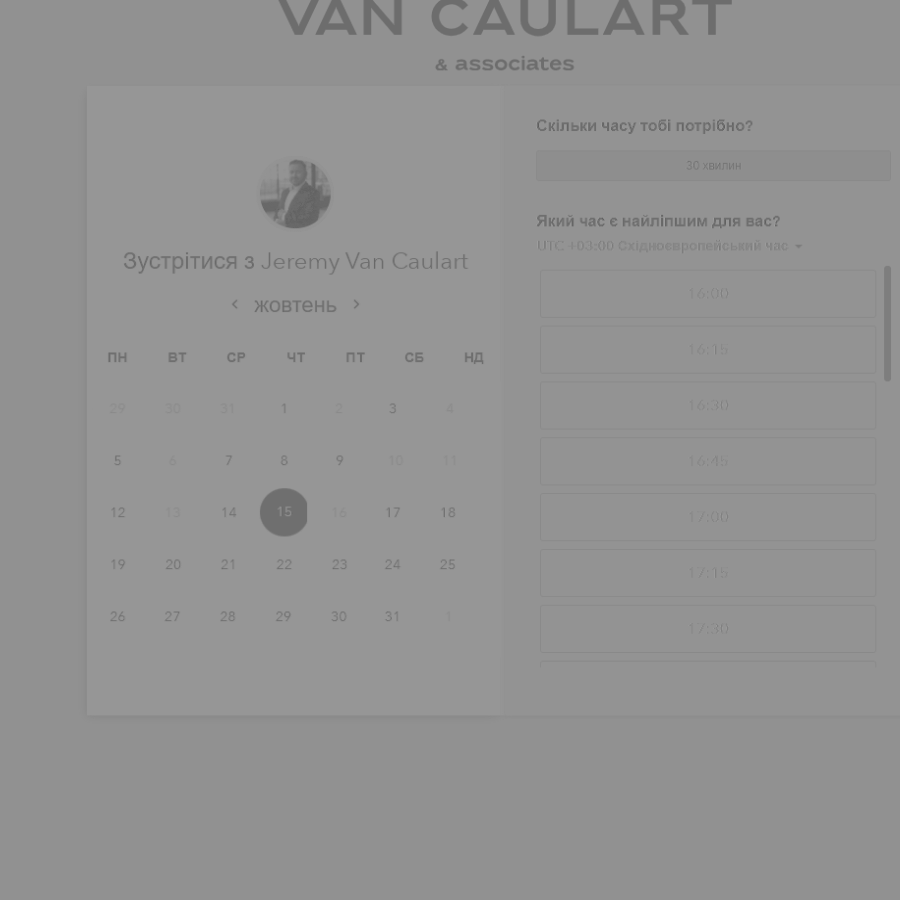 VAN CAULART
& associates
Зустрітися з Jeremy Van Caulart
жовтень
ПН ВТ СР ЧТ ПТ СБ НД
29 30 31 1 2 3 4
5 6 7 8 9 10 11
12 13 14 15 16 17 18
19 20 21 22 23 24 25
26 27 28 29 30 31 1
Скільки часу тобі потрібно?
30 хвилин
Який час є найліпшим для вас?
UTC +03:00 Східноєвропейський час
16:00
16:15
16:30
16:45
17:00
17:15
17:30